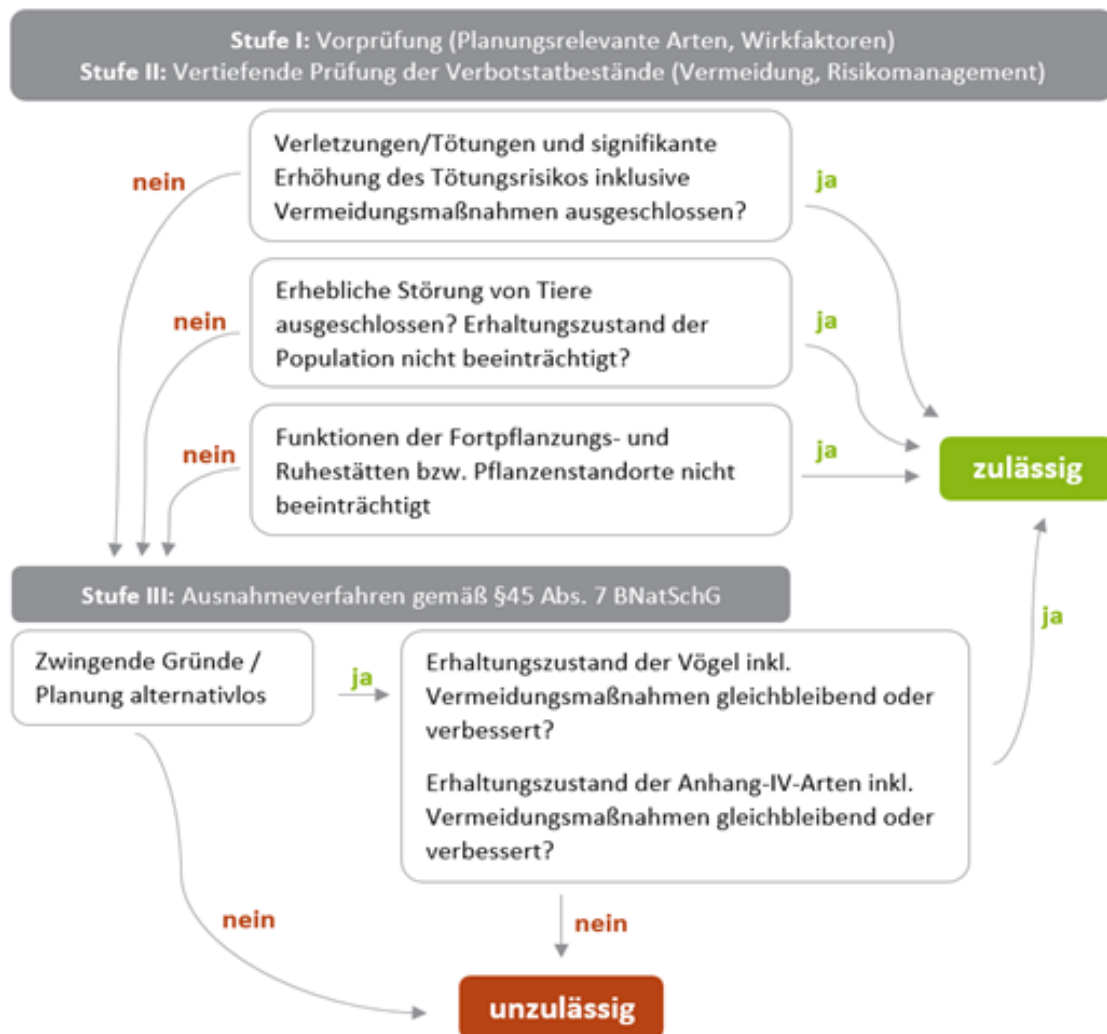 Stufe I: Vorprüfung (Planungsrelevante Arten, Wirkfaktoren)
Stufe II: Vertiefende Prüfung der Verbotstatbestände (Vermeidung, Risikomanagement)
Verletzungen/Tötungen und signifikante
Erhöhung des Tötungsrisikos inklusive
Vermeidungsmaßnahmen ausgeschlossen?
nein
ja
Erhebliche Störung von Tiere
ausgeschlossen? Erhaltungszustand der
Population nicht beeinträchtigt?
nein
ja
Funktionen der Fortpflanzungs- und
Ruhestätten bzw. Pflanzenstandorte nicht
beeinträchtigt
nein
ja
zulässig
Stufe III: Ausnahmeverfahren gemäß §45 Abs. 7 BNatSchG
Zwingende Gründe /
Planung alternativlos
ja
Erhaltungszustand der Vögel inkl.
Vermeidungsmaßnahmen gleichbleibend oder
verbessert?
Erhaltungszustand der Anhang-IV-Arten inkl.
Vermeidungsmaßnahmen gleichbleibend oder
verbessert?
ja
nein
nein
unzulässig